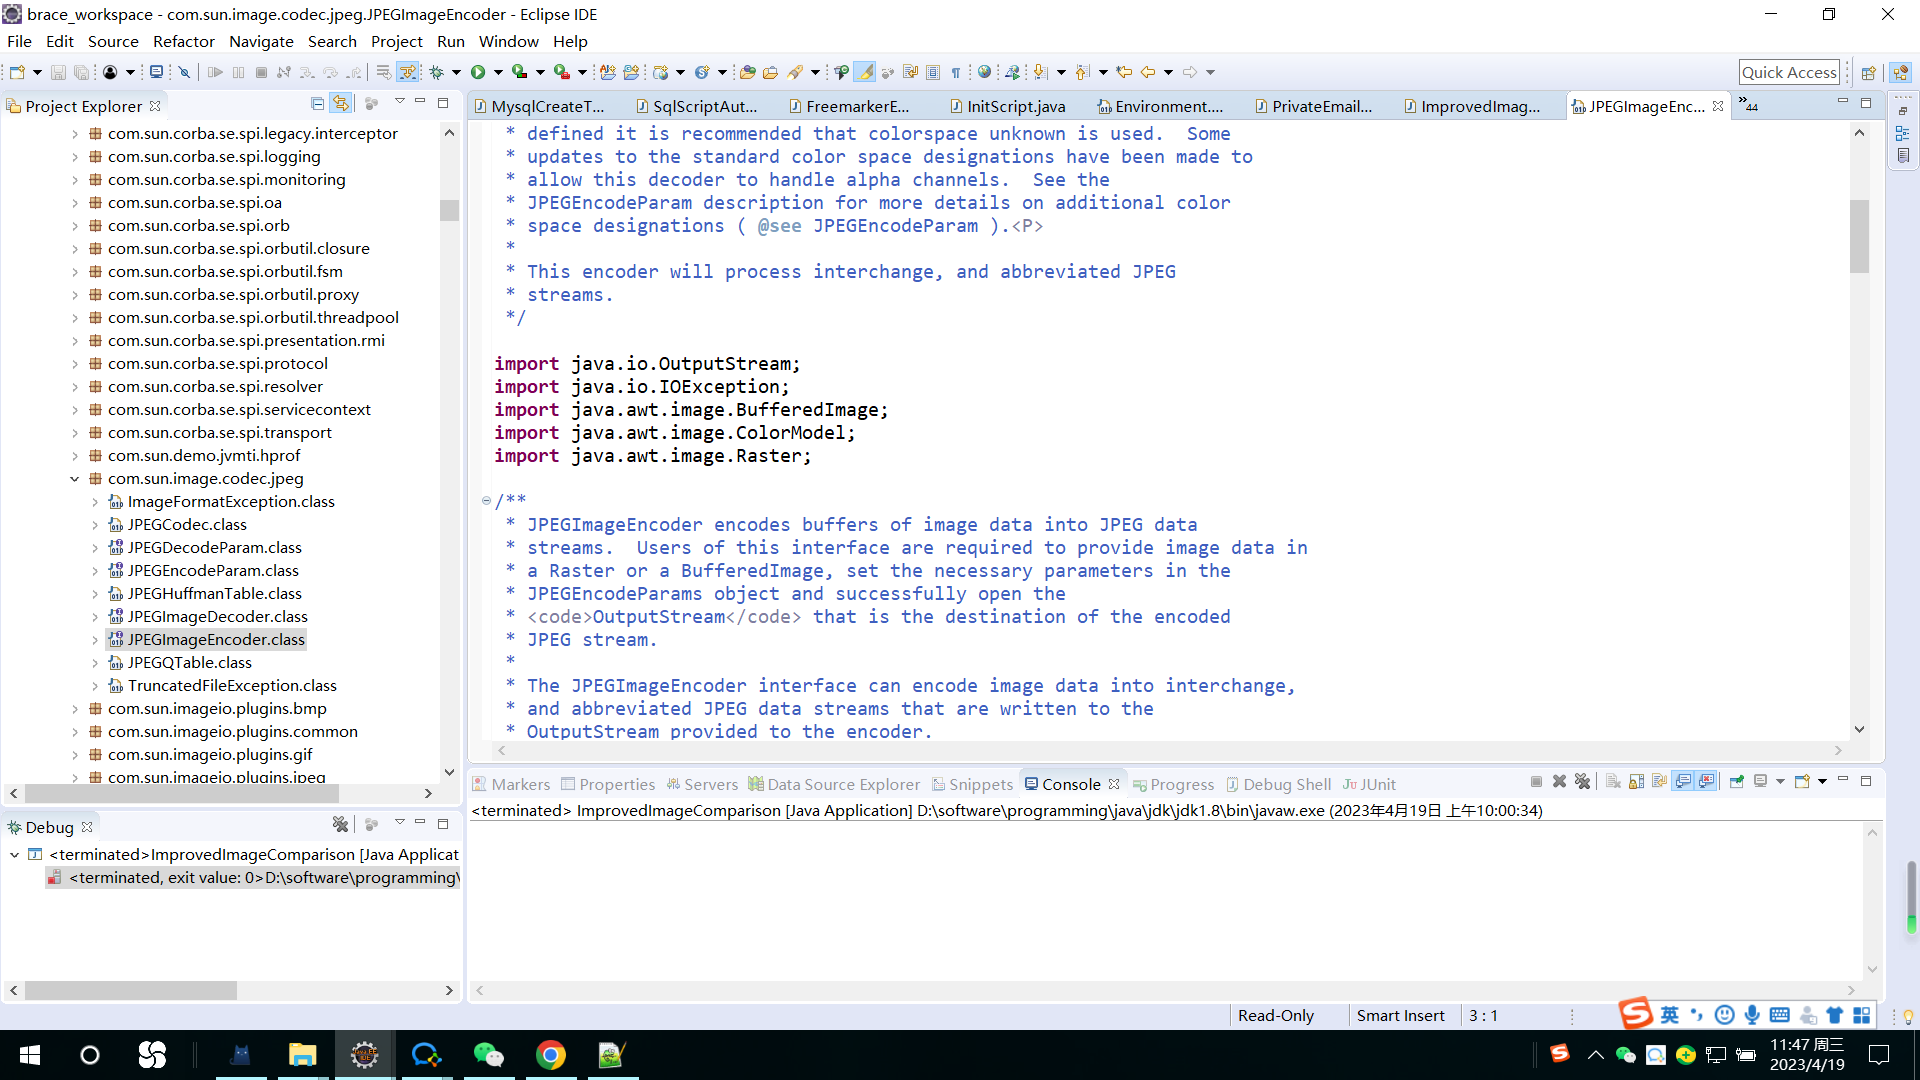 brace_workspace - com.sun.image.codec.jpeg.JPEGImageEncoder - Eclipse IDE
File Edit Source Refactor Navigate Search Project Run Window Help
Quick Access
Project Explorer
com.sun.corba.se.spi.legacy.interceptor
com.sun.corba.se.spi.logging
com.sun.corba.se.spi.monitoring
com.sun.corba.se.spi.oa
com.sun.corba.se.spi.orb
com.sun.corba.se.spi.orbutil.closure
com.sun.corba.se.spi.orbutil.fsm
com.sun.corba.se.spi.orbutil.proxy
com.sun.corba.se.spi.orbutil.threadpool
com.sun.corba.se.spi.presentation.rmi
com.sun.corba.se.spi.protocol
com.sun.corba.se.spi.resolver
com.sun.corba.se.spi.servicecontext
com.sun.corba.se.spi.transport
com.sun.demo.jvmti.hprof
com.sun.image.codec.jpeg
ImageFormatException.class
JPEGCodec.class
JPEGDecodeParam.class
JPEGEncodeParam.class
JPEGHuffmanTable.class
JPEGImageDecoder.class
JPEGImageEncoder.class
JPEGQTable.class
TruncatedFileException.class
com.sun.imageio.plugins.bmp
com.sun.imageio.plugins.common
com.sun.imageio.plugins.gif
com.sun.imageio.plugins.jpeg
MysqlCreateT... SqlScriptAut... FreemarkerE... InitScript.java Environment.... PrivateEmail... ImprovedImag... JPEGImageEnc... 44
* defined it is recommended that colorspace unknown is used.  Some
* updates to the standard color space designations have been made to
* allow this decoder to handle alpha channels.  See the
* JPEGEncodeParam description for more details on additional color
* space designations ( @see JPEGEncodeParam ).<P>
*
* This encoder will process interchange, and abbreviated JPEG
* streams.
*/
import java.io.OutputStream;
import java.io.IOException;
import java.awt.image.BufferedImage;
import java.awt.image.ColorModel;
import java.awt.image.Raster;
/**
* JPEGImageEncoder encodes buffers of image data into JPEG data
* streams.  Users of this interface are required to provide image data in
* a Raster or a BufferedImage, set the necessary parameters in the
* JPEGEncodeParams object and successfully open the
* <code>OutputStream</code> that is the destination of the encoded
* JPEG stream.
*
* The JPEGImageEncoder interface can encode image data into interchange,
* and abbreviated JPEG data streams that are written to the
* OutputStream provided to the encoder.
Markers Properties Servers Data Source Explorer Snippets Console Progress Debug Shell JUnit
<terminated> ImprovedImageComparison [Java Application] D:\software\programming\java\jdk\jdk1.8\bin\javaw.exe (2023年4月19日 上午10:00:34)
Debug
<terminated>ImprovedImageComparison [Java Applicat
<terminated, exit value: 0>D:\software\programming\
Read-Only Smart Insert 3 : 1
英
11:47 周三
2023/4/19